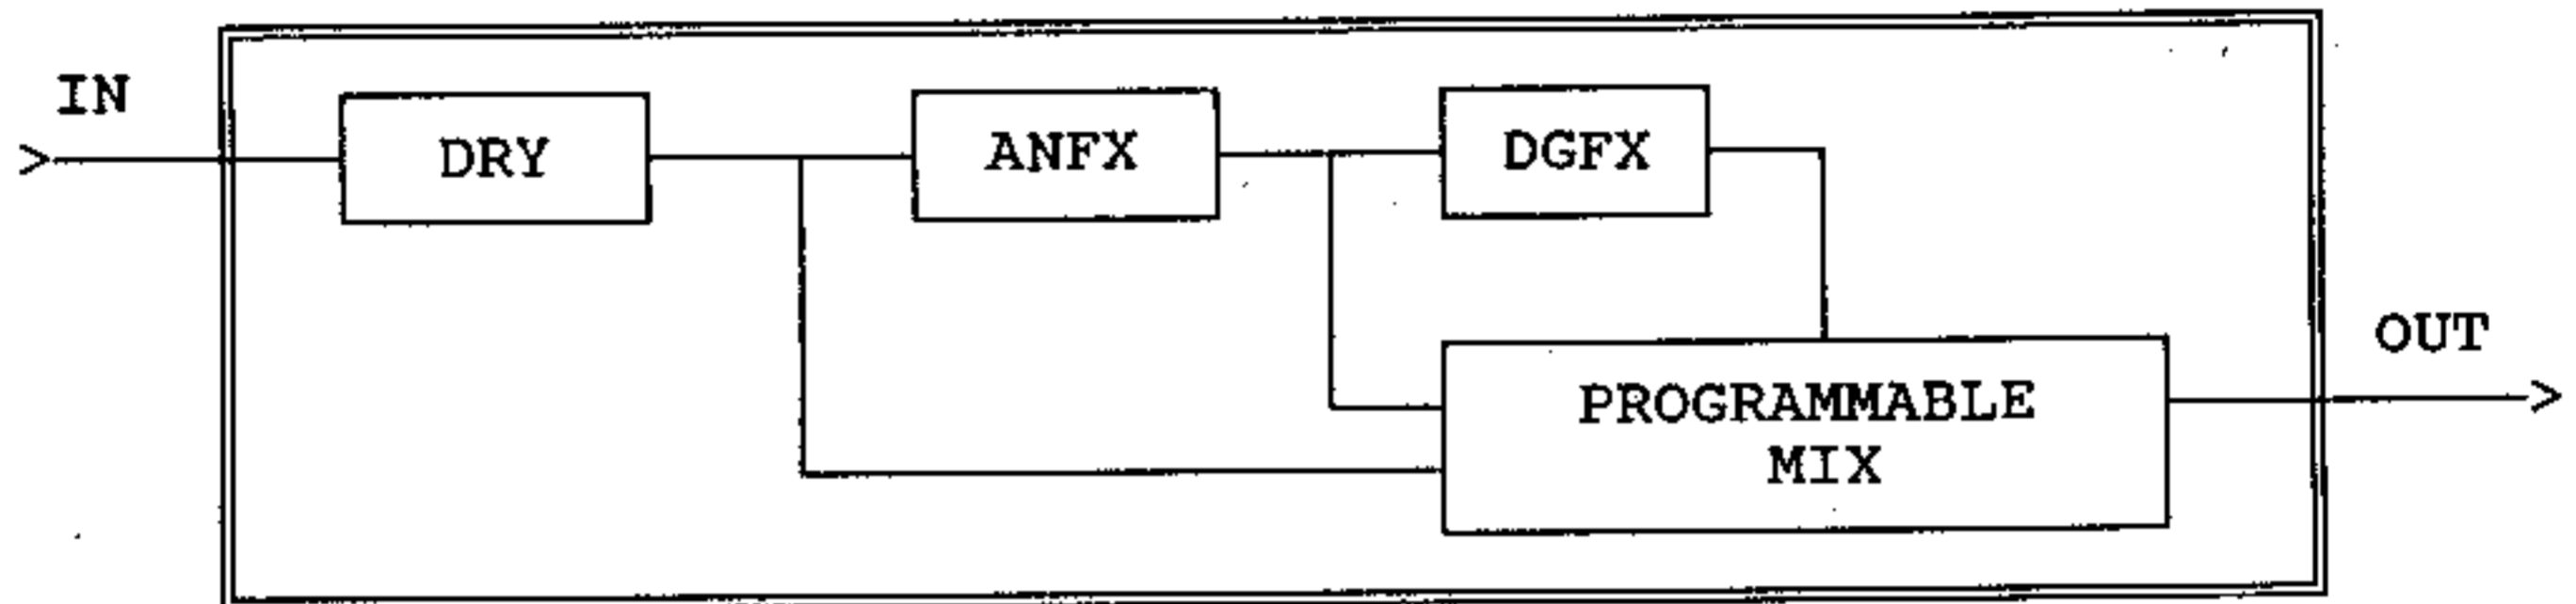 IN
DRY
ANFX
DGFX
OUT
PROGRAMMABLE
MIX